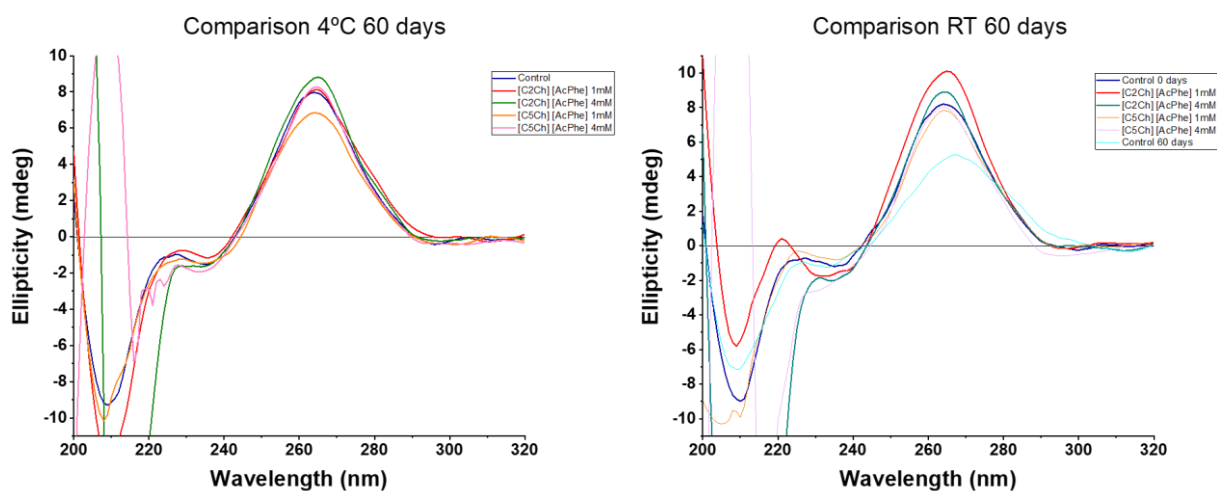 Comparison 4ºC 60 days
Ellipticity (mdeg)
10
8
6
4
2
0
-2
-4
-6
-8
-10
Control
[C2Ch] [AcPhe] 1mM
[C2Ch] [AcPhe] 4mM
[C5Ch] [AcPhe] 1mM
[C5Ch] [AcPhe] 4mM
200 220 240 260 280 300 320
Wavelength (nm)
Comparison RT 60 days
Ellipticity (mdeg)
10
8
6
4
2
0
-2
-4
-6
-8
-10
Control 0 days
[C2Ch] [AcPhe] 1mM
[C2Ch] [AcPhe] 4mM
[C5Ch] [AcPhe] 1mM
[C5Ch] [AcPhe] 4mM
Control 60 days
200 220 240 260 280 300 320
Wavelength (nm)